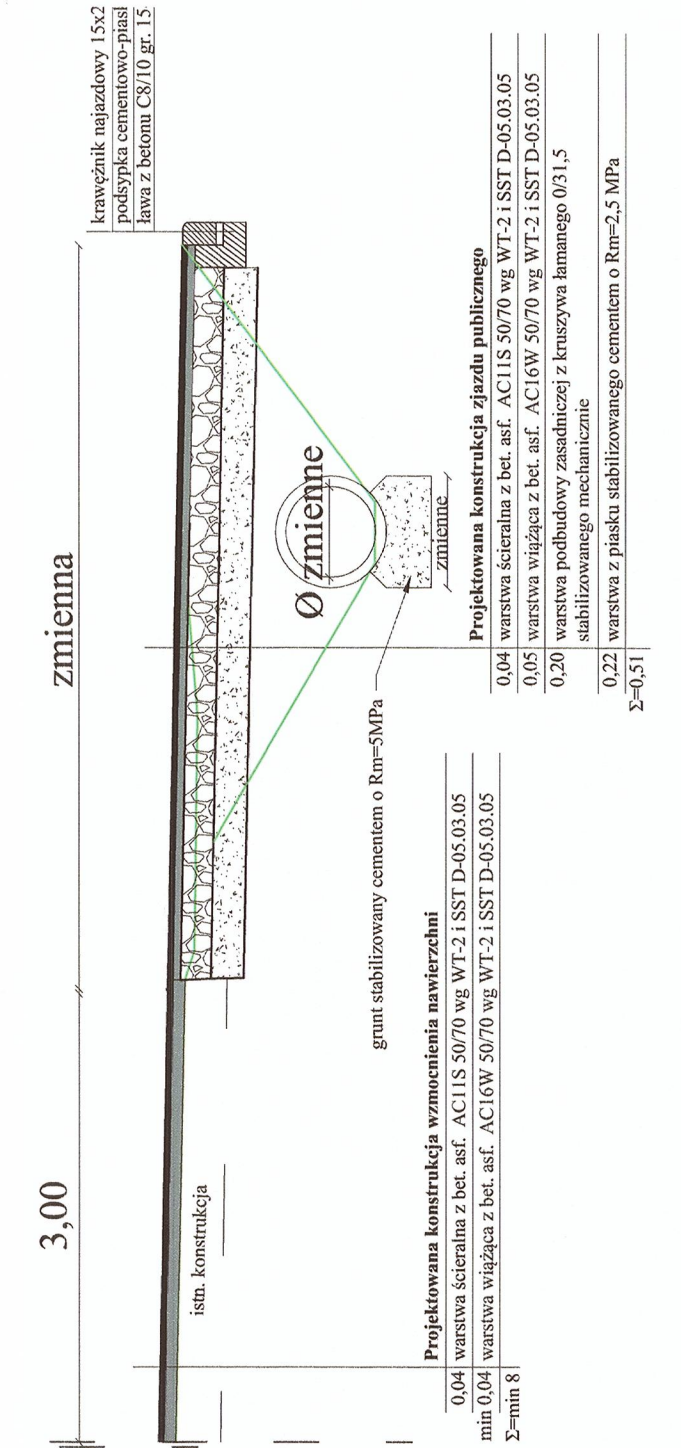 3,00
zmienna
krawężnik najazdowy 15x2
podsypka cementowo-pias
ława z betonu C8/10 gr. 15
istn. konstrukcja
Ø zmienne
zmienne
grunt stabilizowany cementem o Rm=5MPa
Projektowana konstrukcja wzmocnienia nawierzchni
0,04 warstwa ścieralna z bet. asf. AC11S 50/70 wg WT-2 i SST D-05.03.05
min 0,04 warstwa wiążąca z bet. asf. AC16W 50/70 wg WT-2 i SST D-05.03.05
Σ=min 8
Projektowana konstrukcja zjazdu publicznego
0,04 warstwa ścieralna z bet. asf. AC11S 50/70 wg WT-2 i SST D-05.03.05
0,05 warstwa wiążąca z bet. asf. AC16W 50/70 wg WT-2 i SST D-05.03.05
0,20 warstwa podbudowy zasadniczej z kruszywa łamanego 0/31,5
stabilizowanego mechanicznie
0,22 warstwa z piasku stabilizowanego cementem o Rm=2,5 MPa
Σ=0,51